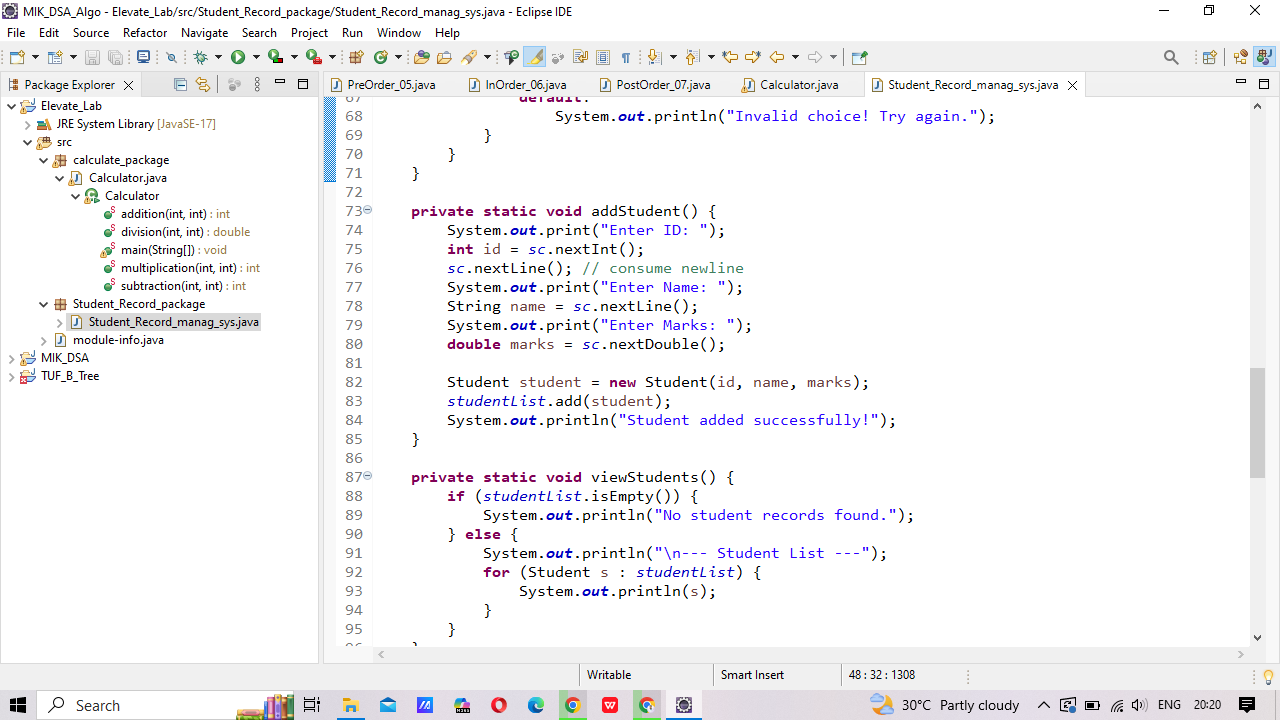 MIK_DSA_Algo - Elevate_Lab/src/Student_Record_package/Student_Record_manag_sys.java - Eclipse IDE
File Edit Source Refactor Navigate Search Project Run Window Help
Package Explorer
PreOrder_05.java InOrder_06.java PostOrder_07.java Calculator.java Student_Record_manag_sys.java
Elevate_Lab
JRE System Library [JavaSE-17]
src
calculate_package
Calculator.java
Calculator
addition(int, int) : int
division(int, int) : double
main(String[]) : void
multiplication(int, int) : int
subtraction(int, int) : int
Student_Record_package
Student_Record_manag_sys.java
module-info.java
MIK_DSA
TUF_B_Tree
67 default:
68 System.out.println("Invalid choice! Try again.");
69 }
70 }
71 }
72
73 private static void addStudent() {
74 System.out.print("Enter ID: ");
75 int id = sc.nextInt();
76 sc.nextLine(); // consume newline
77 System.out.print("Enter Name: ");
78 String name = sc.nextLine();
79 System.out.print("Enter Marks: ");
80 double marks = sc.nextDouble();
81
82 Student student = new Student(id, name, marks);
83 studentList.add(student);
84 System.out.println("Student added successfully!");
85 }
86
87 private static void viewStudents() {
88 if (studentList.isEmpty()) {
89 System.out.println("No student records found.");
90 } else {
91 System.out.println("\n--- Student List ---");
92 for (Student s : studentList) {
93 System.out.println(s);
94 }
95 }
96 }
Writable Smart Insert 48 : 32 : 1308
Search 30°C Partly cloudy ENG 20:20